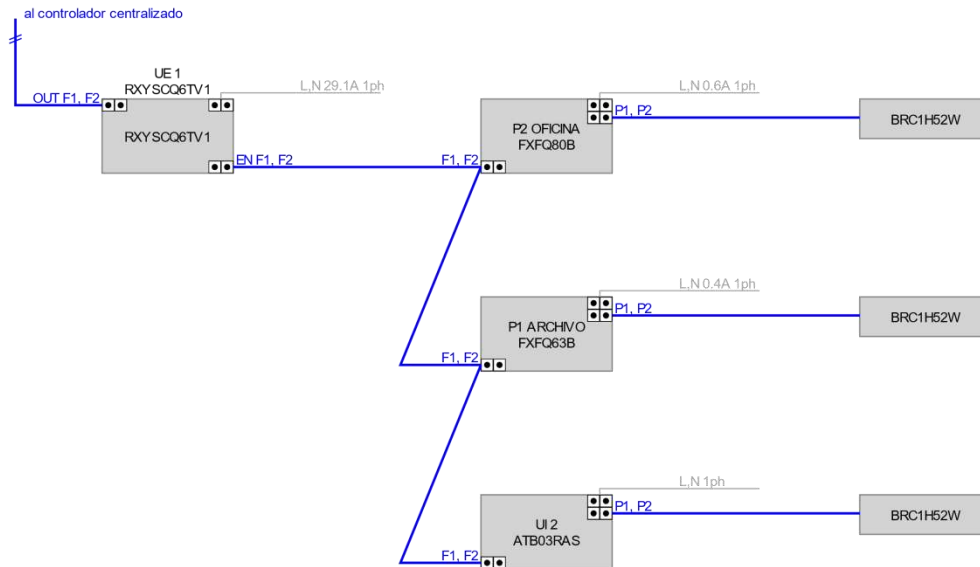 al controlador centralizado
UE 1
RXYSCQ6TV1
L,N 29.1A 1ph
OUT F1, F2
RXYSCQ6TV1
EN F1, F2
L,N 0.6A 1ph
P1, P2
P2 OFICINA
FXFQ80B
F1, F2
BRC1H52W
L,N 0.4A 1ph
P1, P2
P1 ARCHIVO
FXFQ63B
F1, F2
BRC1H52W
L,N 1ph
P1, P2
UI 2
ATB03RAS
F1, F2
BRC1H52W